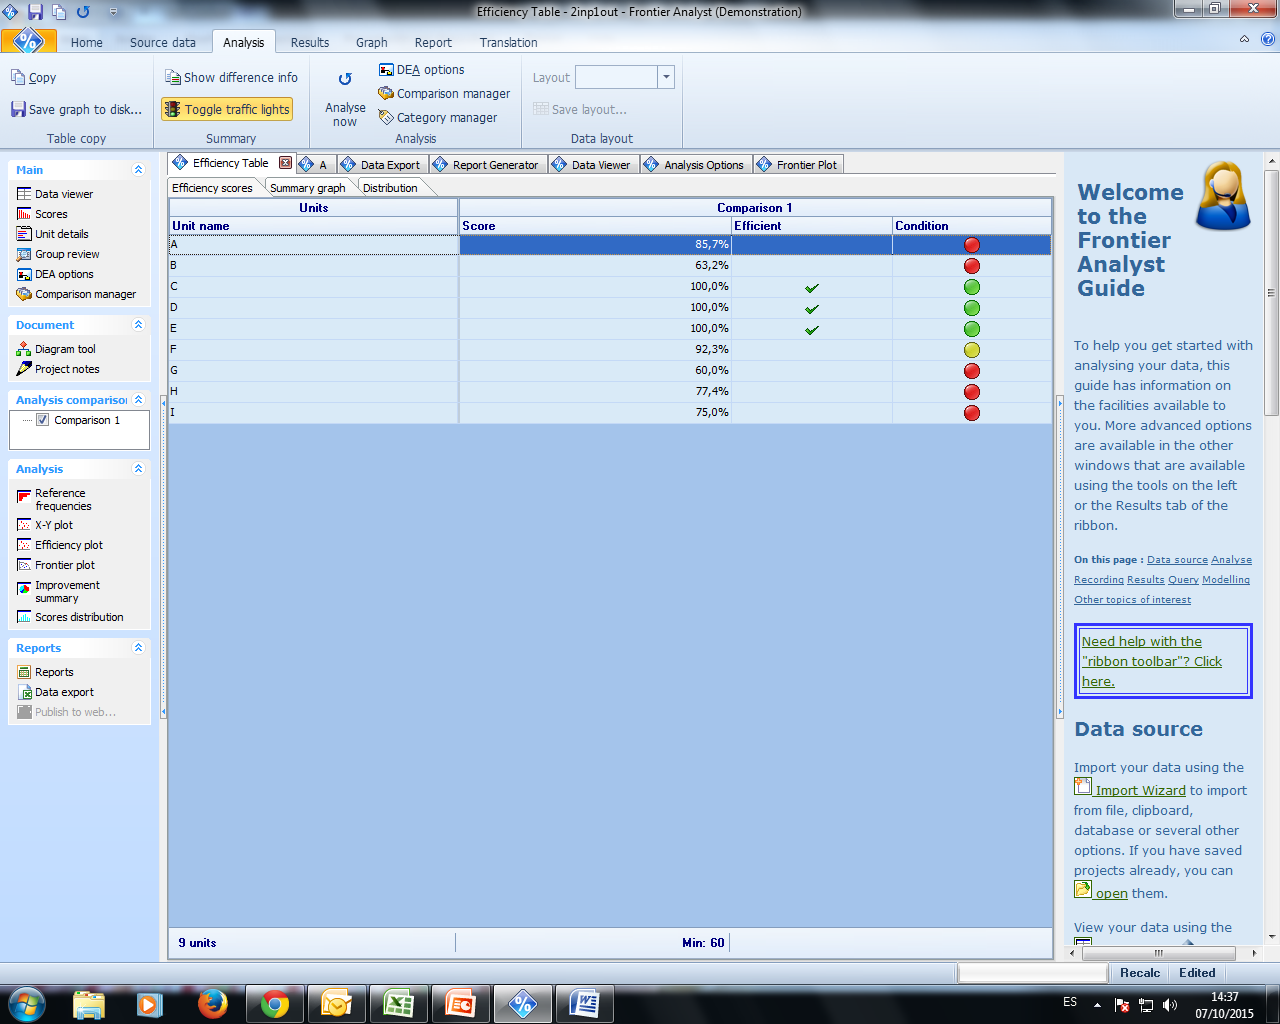 Efficiency Table - 2inp1out - Frontier Analyst (Demonstration)
Home Source data Analysis Results Graph Report Translation
Copy
Save graph to disk...
Table copy
Show difference info
Toggle traffic lights
Summary
Analyse now
DEA options
Comparison manager
Category manager
Analysis
Layout
Save layout...
Data layout
Main
Data viewer
Scores
Unit details
Group review
DEA options
Comparison manager
Document
Diagram tool
Project notes
Analysis comparisor
Comparison 1
Analysis
Reference
frequencies
X-Y plot
Efficiency plot
Frontier plot
Improvement
summary
Scores distribution
Reports
Reports
Data export
Publish to web...
Efficiency Table A Data Export Report Generator Data Viewer Analysis Options Frontier Plot
Efficiency scores Summary graph Distribution
Units Comparison 1
Unit name Score Efficient Condition
A 85,7%
B 63,2%
C 100,0%
D 100,0%
E 100,0%
F 92,3%
G 60,0%
H 77,4%
I 75,0%
9 units Min: 60
Welcome
to the
Frontier
Analyst
Guide
To help you get started with
analysing your data, this
guide has information on
the facilities available to
you. More advanced options
are available in the other
windows that are available
using the tools on the left
or the Results tab of the
ribbon.
On this page : Data source Analyse
Recording Results Query Modelling
Other topics of interest
Need help with the
"ribbon toolbar"? Click
here.
Data source
Import your data using the
Import Wizard to import
from file, clipboard,
database or several other
options. If you have saved
projects already, you can
open them.
View your data using the
Recalc Edited
ES
14:37
07/10/2015